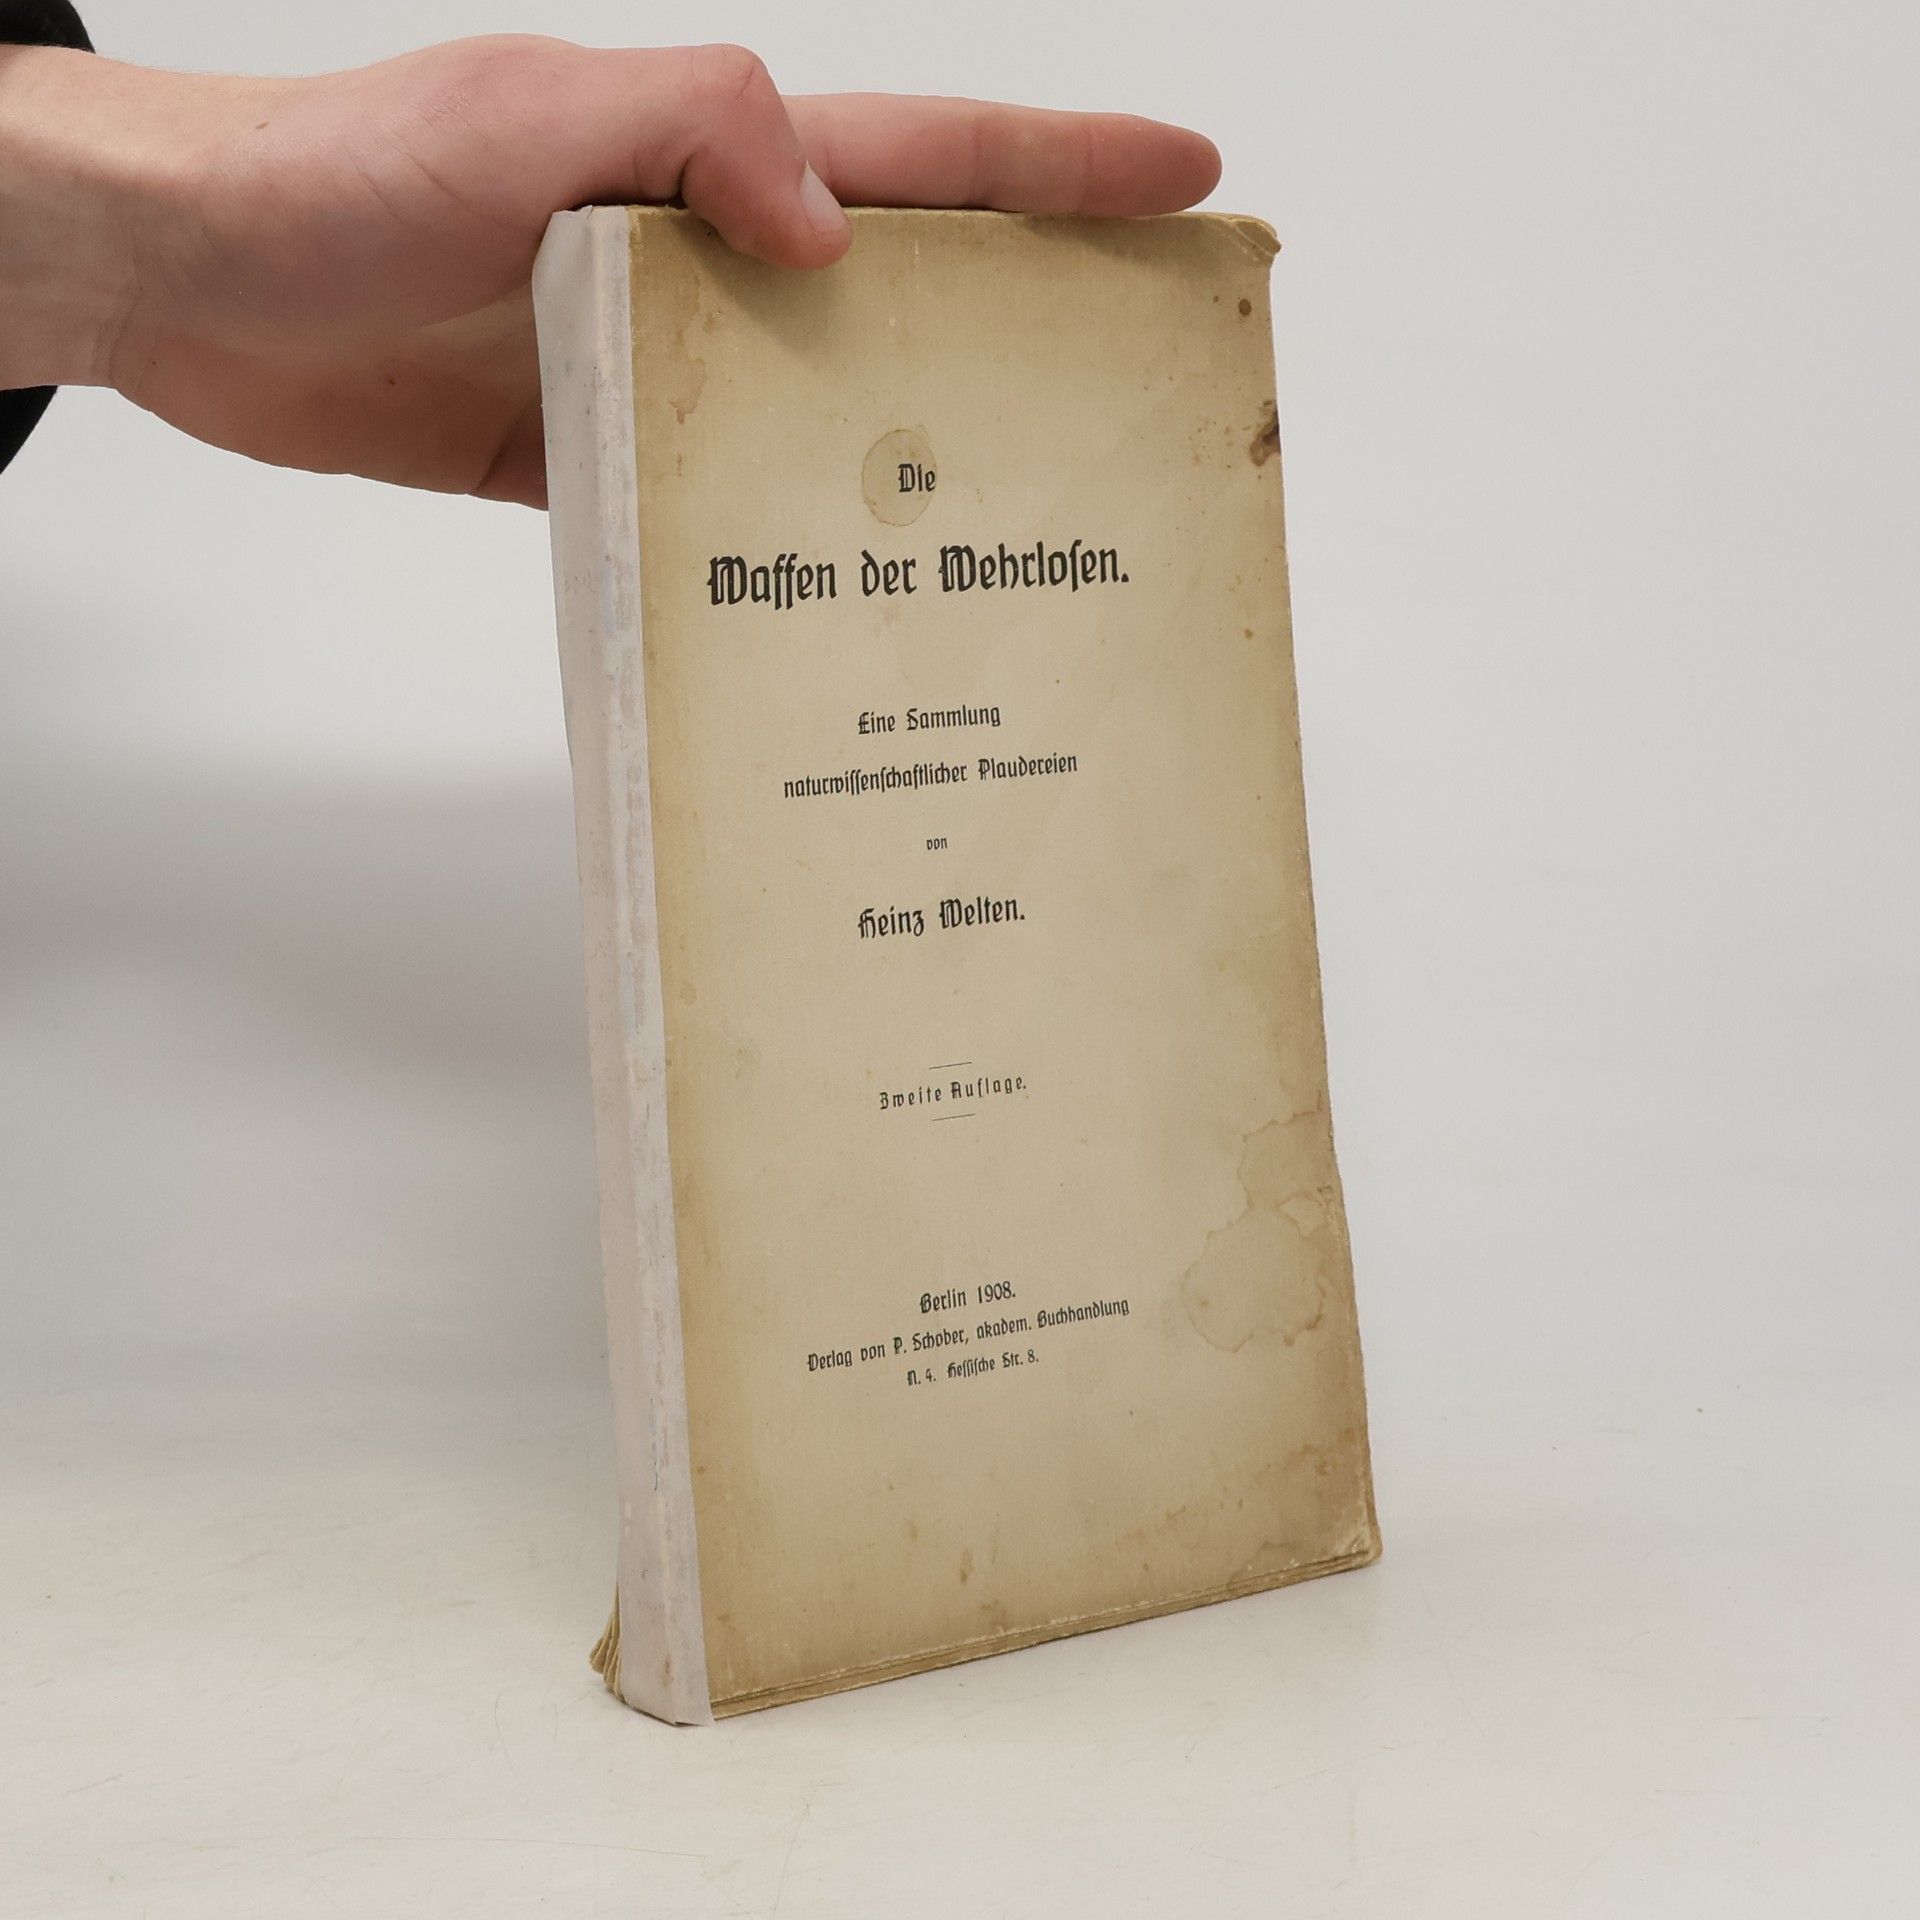 Die
Waffen der Wehrloſen.
Eine Sammlung
naturwiſſenſchaftlicher Plaudereien
von
Heinz Welten.
Zweite Auflage.
Berlin 1908.
Verlag von P. Schober, akadem. Buchhandlung
N. 4. Heſſiſche Str. 8.